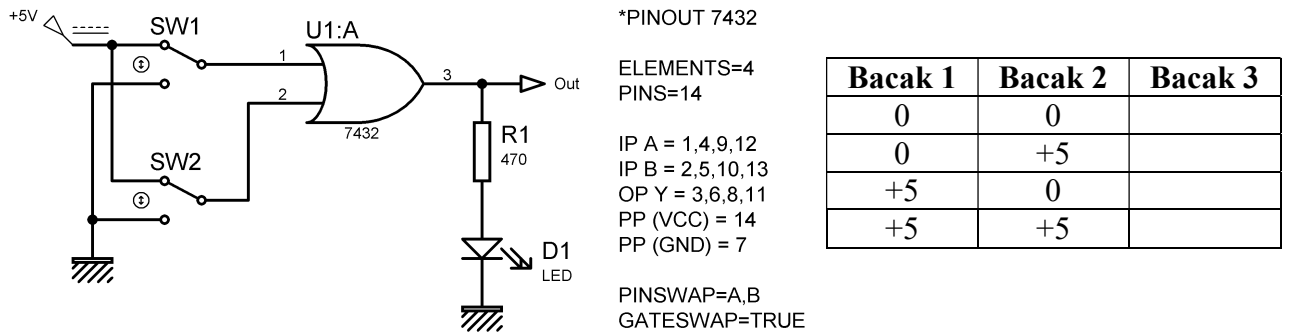 +5V
SW1
U1:A
1
2
3
Out
7432
SW2
R1
470
D1
LED
*PINOUT 7432
ELEMENTS=4
PINS=14
IP A = 1,4,9,12
IP B = 2,5,10,13
OP Y = 3,6,8,11
PP (VCC) = 14
PP (GND) = 7
PINSWAP=A,B
GATESWAP=TRUE
Bacak 1 Bacak 2 Bacak 3
0 0
0 +5
+5 0
+5 +5